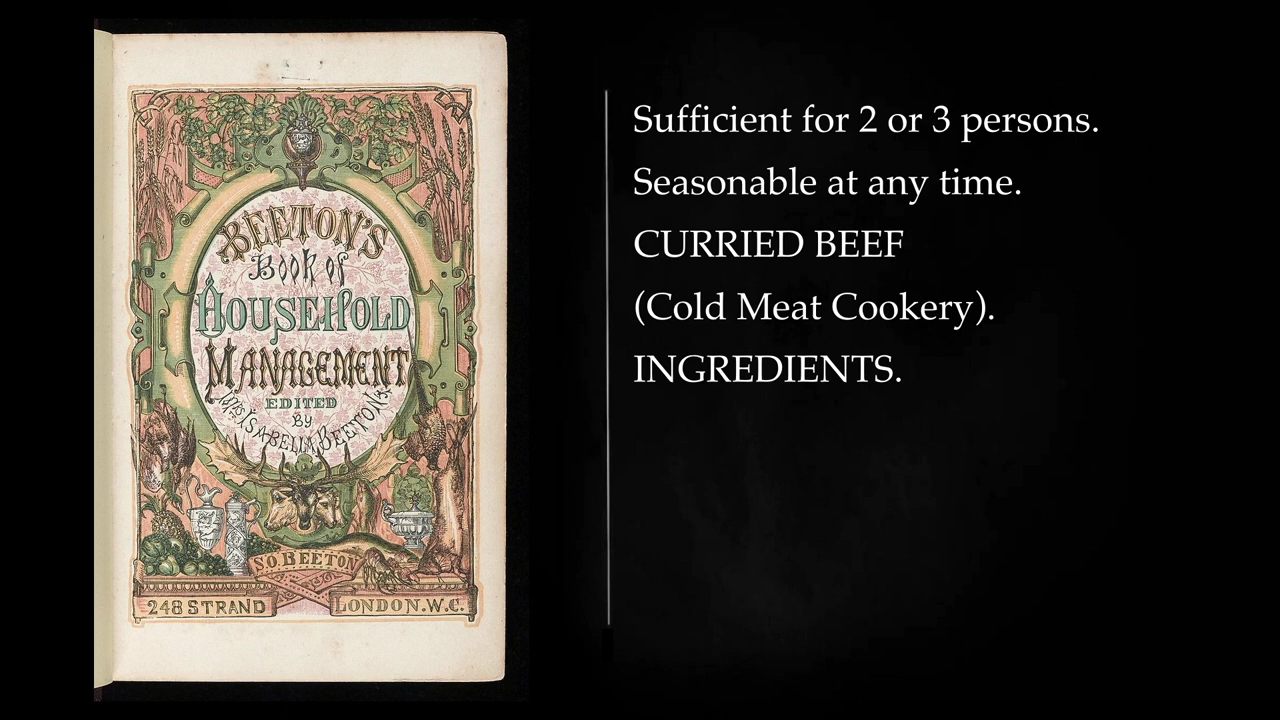 BEETON'S
Book of
HOUSEHOLD
MANAGEMENT
EDITED
BY
MRS ISABELLA BEETON
S.O. BEETON
248 STRAND
LONDON.W.C.
Sufficient for 2 or 3 persons.
Seasonable at any time.
CURRIED BEEF
(Cold Meat Cookery).
INGREDIENTS.